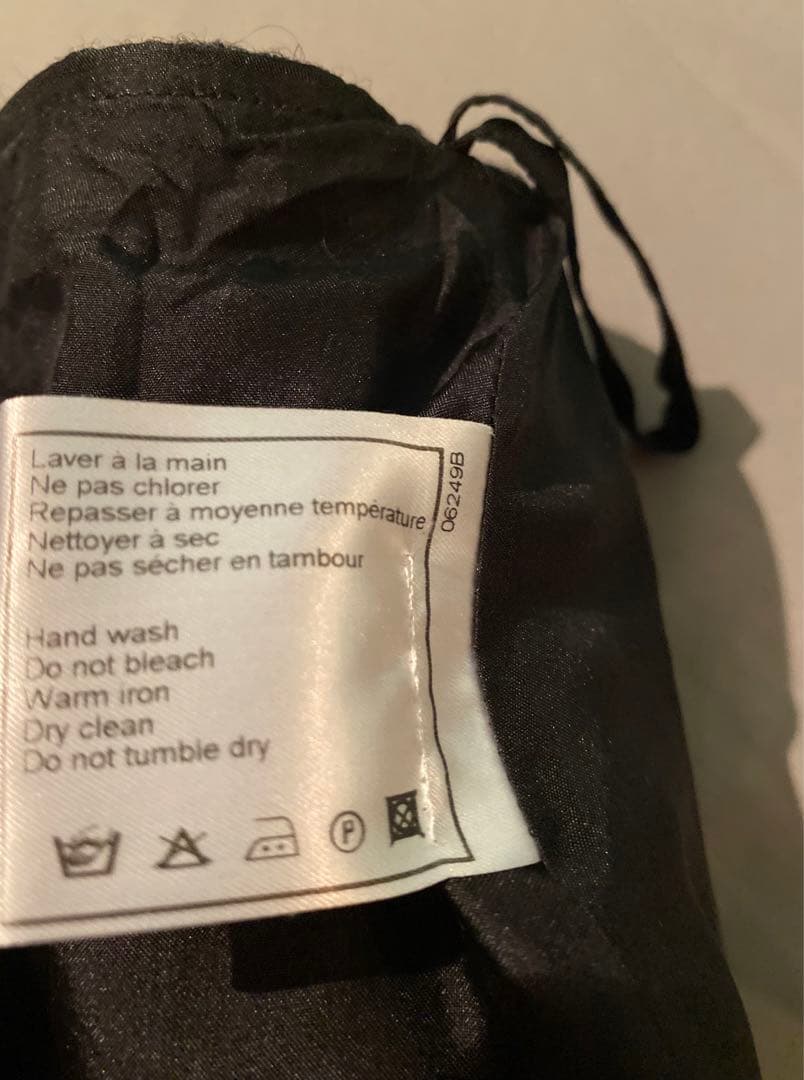 Laver à la main
Ne pas chlorer
Repasser à moyenne température
Nettoyer à sec
Ne pas sécher en tambour
Hand wash
Do not bleach
Warm iron
Dry clean
Do not tumble dry
P
06249B